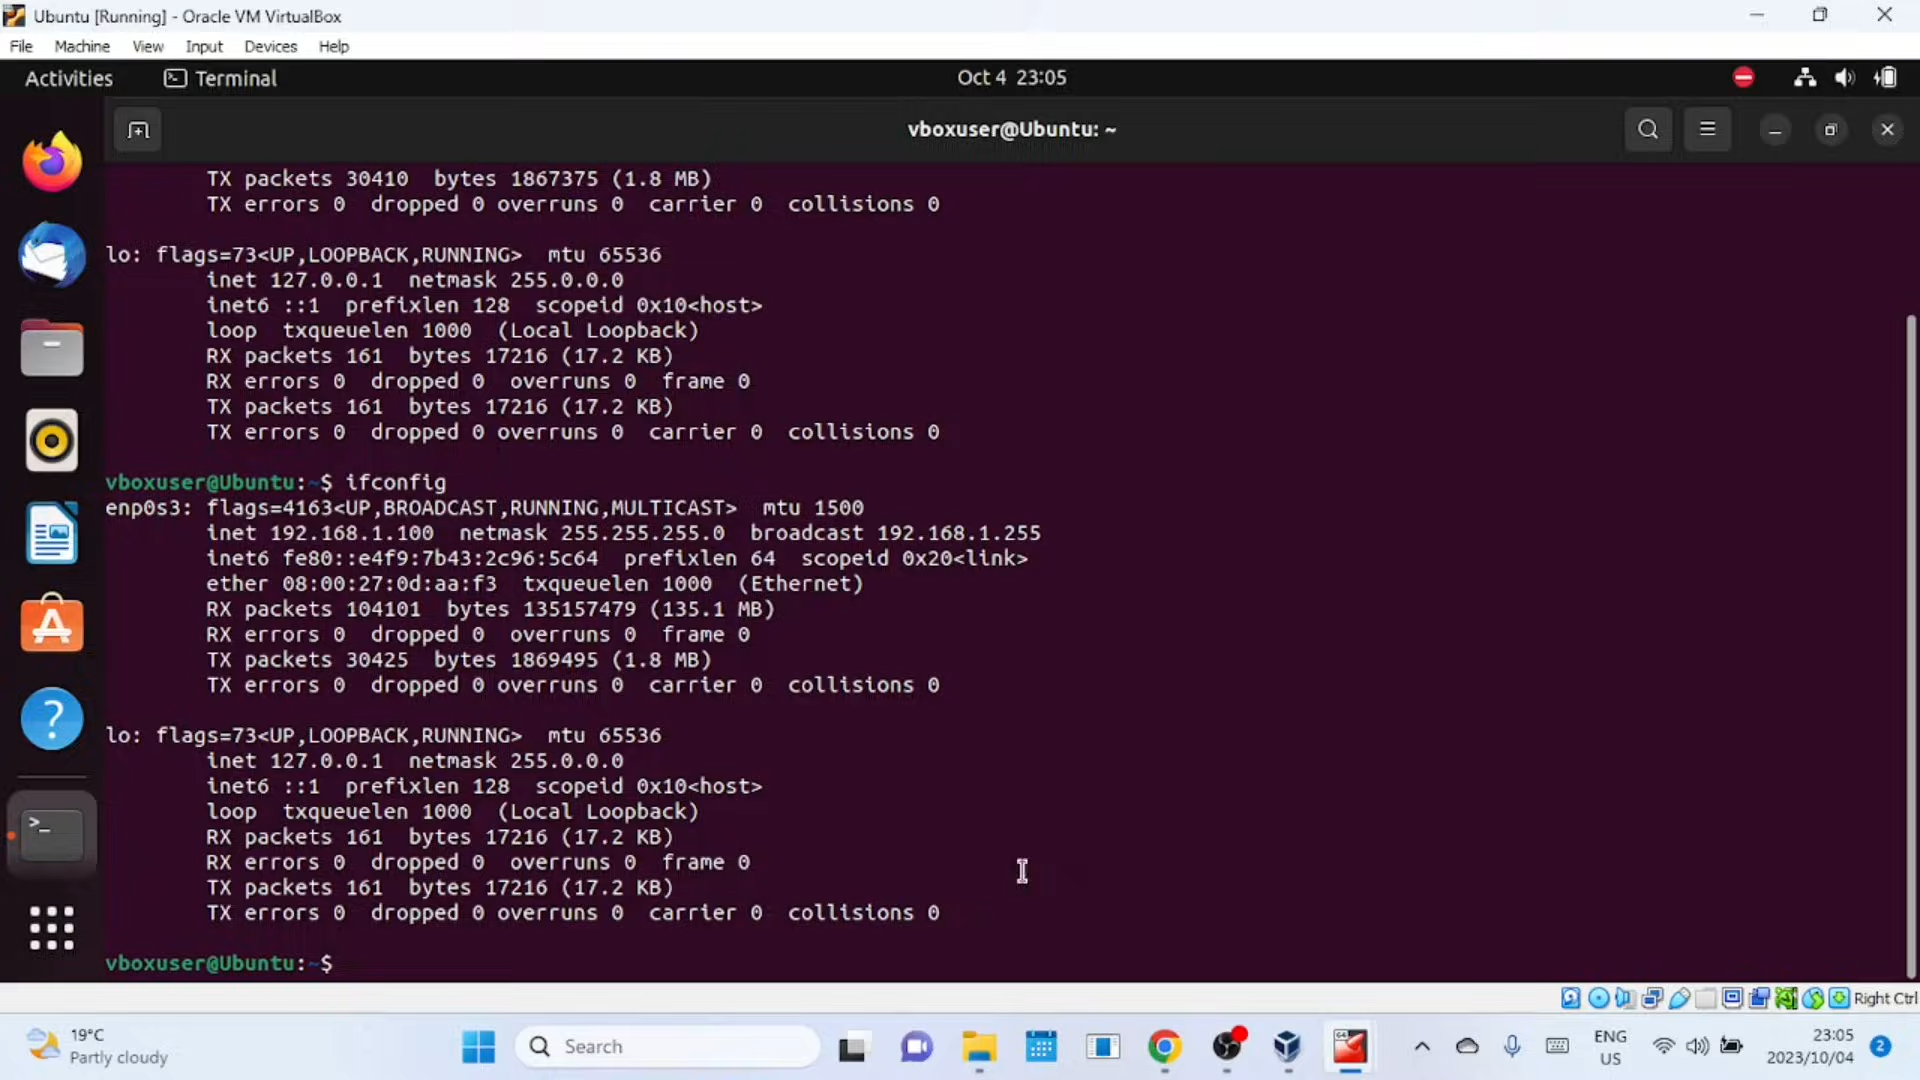 Ubuntu [Running] - Oracle VM VirtualBox
File Machine View Input Devices Help
Activities Terminal Oct 4 23:05
vboxuser@Ubuntu: ~
TX packets 30410 bytes 1867375 (1.8 MB)
TX errors 0 dropped 0 overruns 0 carrier 0 collisions 0
lo: flags=73<UP,LOOPBACK,RUNNING> mtu 65536
inet 127.0.0.1 netmask 255.0.0.0
inet6 ::1 prefixlen 128 scopeid 0x10<host>
loop txqueuelen 1000 (Local Loopback)
RX packets 161 bytes 17216 (17.2 KB)
RX errors 0 dropped 0 overruns 0 frame 0
TX packets 161 bytes 17216 (17.2 KB)
TX errors 0 dropped 0 overruns 0 carrier 0 collisions 0
vboxuser@Ubuntu:~$ ifconfig
enp0s3: flags=4163<UP,BROADCAST,RUNNING,MULTICAST> mtu 1500
inet 192.168.1.100 netmask 255.255.255.0 broadcast 192.168.1.255
inet6 fe80::e4f9:7b43:2c96:5c64 prefixlen 64 scopeid 0x20<link>
ether 08:00:27:0d:aa:f3 txqueuelen 1000 (Ethernet)
RX packets 104101 bytes 135157479 (135.1 MB)
RX errors 0 dropped 0 overruns 0 frame 0
TX packets 30425 bytes 1869495 (1.8 MB)
TX errors 0 dropped 0 overruns 0 carrier 0 collisions 0
lo: flags=73<UP,LOOPBACK,RUNNING> mtu 65536
inet 127.0.0.1 netmask 255.0.0.0
inet6 ::1 prefixlen 128 scopeid 0x10<host>
loop txqueuelen 1000 (Local Loopback)
RX packets 161 bytes 17216 (17.2 KB)
RX errors 0 dropped 0 overruns 0 frame 0
TX packets 161 bytes 17216 (17.2 KB)
TX errors 0 dropped 0 overruns 0 carrier 0 collisions 0
vboxuser@Ubuntu:~$
Right Ctrl
19°C
Partly cloudy
Search
ENG
US
23:05
2023/10/04
2